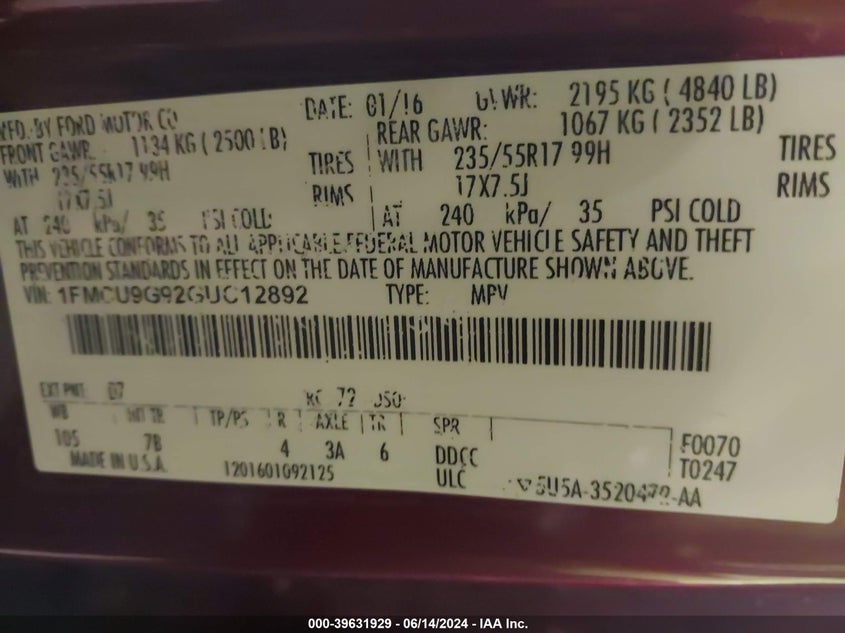 MFD. BY FORD MOTOR CO
DATE: 01/16 GVWR: 2195 KG ( 4840 LB)
FRONT GAWR: 1134 KG ( 2500 LB) REAR GAWR: 1067 KG ( 2352 LB)
WITH 235/55R17 99H TIRES WITH 235/55R17 99H TIRES
17X7.5J RIMS 17X7.5J RIMS
AT 240 kPa/ 35 PSI COLD AT 240 kPa/ 35 PSI COLD
THIS VEHICLE CONFORMS TO ALL APPLICABLE FEDERAL MOTOR VEHICLE SAFETY AND THEFT
PREVENTION STANDARDS IN EFFECT ON THE DATE OF MANUFACTURE SHOWN ABOVE.
VIN: 1FMCU9G92GUC12892 TYPE: MPV
EXT PNT: RC: 72 DSO:
WB INT TR TP/PS R AXLE TR SPR
105 7B 4 3A 6 DDCC F0070
MADE IN U.S.A. 1201601092125 ULC T0247
000-39631929 - 06/14/2024 - IAA Inc.